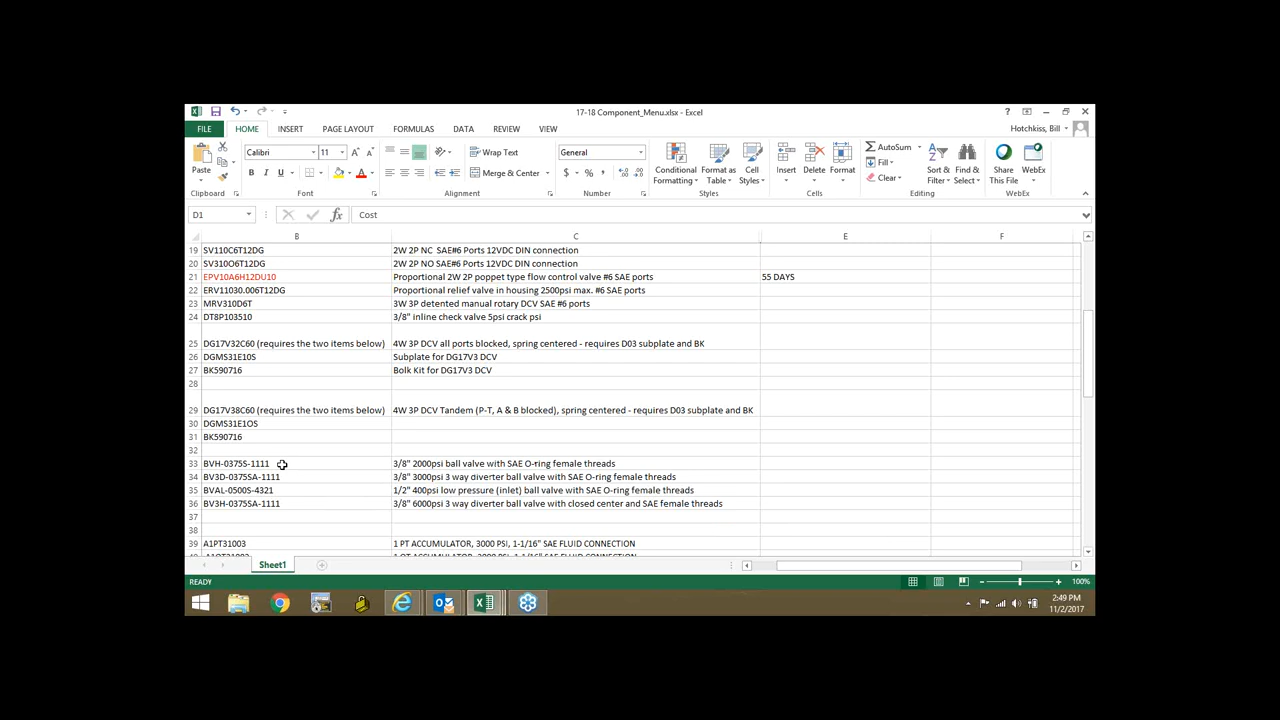 17-18 Component_Menu.xlsx - Excel
Hotchkiss, Bill
FILE HOME INSERT PAGE LAYOUT FORMULAS DATA REVIEW VIEW
Calibri 11 Wrap Text General AutoSum
Paste B I U Merge & Center $ % , Conditional Formatting Format as Table Cell Styles Insert Delete Format Fill Clear Sort & Filter Find & Select Share This File WebEx
Clipboard Font Alignment Number Styles Cells Editing WebEx
D1 fx Cost
B C E F
19 SV110C6T12DG 2W 2P NC SAE#6 Ports 12VDC DIN connection
20 SV310O6T12DG 2W 2P NO SAE#6 Ports 12VDC DIN connection
21 EPV10A6H12DU10 Proportional 2W 2P poppet type flow control valve #6 SAE ports 55 DAYS
22 ERV11030.006T12DG Proportional relief valve in housing 2500psi max. #6 SAE ports
23 MRV310D6T 3W 3P detented manual rotary DCV SAE #6 ports
24 DT8P103510 3/8" inline check valve 5psi crack psi
25 DG17V32C60 (requires the two items below) 4W 3P DCV all ports blocked, spring centered - requires D03 subplate and BK
26 DGMS31E10S Subplate for DG17V3 DCV
27 BK590716 Bolk Kit for DG17V3 DCV
28
29 DG17V38C60 (requires the two items below) 4W 3P DCV Tandem (P-T, A & B blocked), spring centered - requires D03 subplate and BK
30 DGMS31E1OS
31 BK590716
32
33 BVH-0375S-1111 3/8" 2000psi ball valve with SAE O-ring female threads
34 BV3D-0375SA-1111 3/8" 3000psi 3 way diverter ball valve with SAE O-ring female threads
35 BVAL-0500S-4321 1/2" 400psi low pressure (inlet) ball valve with SAE O-ring female threads
36 BV3H-0375SA-1111 3/8" 6000psi 3 way diverter ball valve with closed center and SAE female threads
37
38
39 A1PT31003 1 PT ACCUMULATOR, 3000 PSI, 1-1/16" SAE FLUID CONNECTION
Sheet1
READY 100%
2:49 PM
11/2/2017